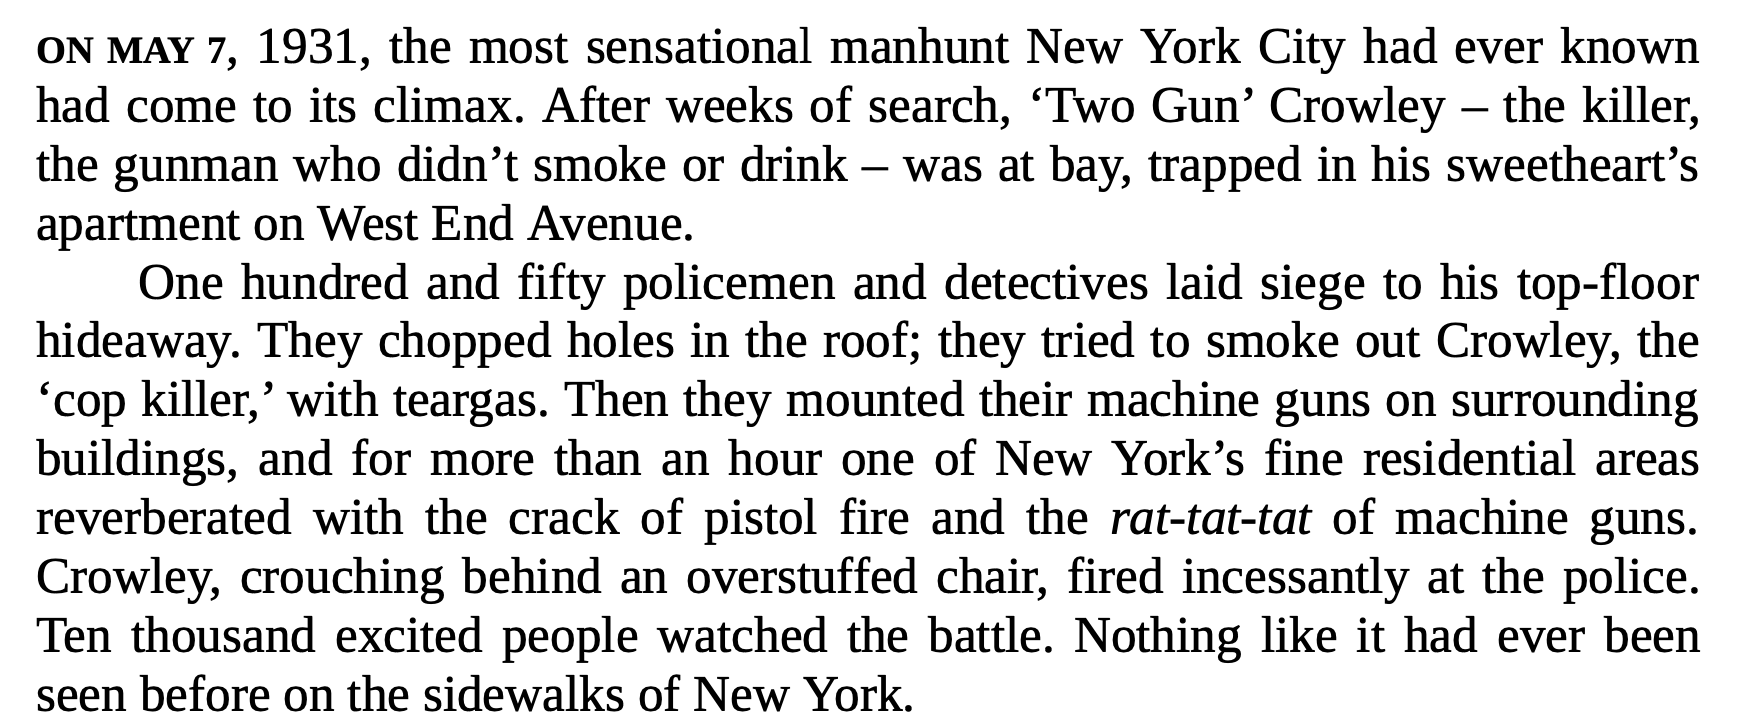 ON MAY 7, 1931, the most sensational manhunt New York City had ever known
had come to its climax. After weeks of search, ‘Two Gun’ Crowley – the killer,
the gunman who didn’t smoke or drink – was at bay, trapped in his sweetheart’s
apartment on West End Avenue.
One hundred and fifty policemen and detectives laid siege to his top-floor
hideaway. They chopped holes in the roof; they tried to smoke out Crowley, the
‘cop killer,’ with teargas. Then they mounted their machine guns on surrounding
buildings, and for more than an hour one of New York’s fine residential areas
reverberated with the crack of pistol fire and the rat-tat-tat of machine guns.
Crowley, crouching behind an overstuffed chair, fired incessantly at the police.
Ten thousand excited people watched the battle. Nothing like it had ever been
seen before on the sidewalks of New York.